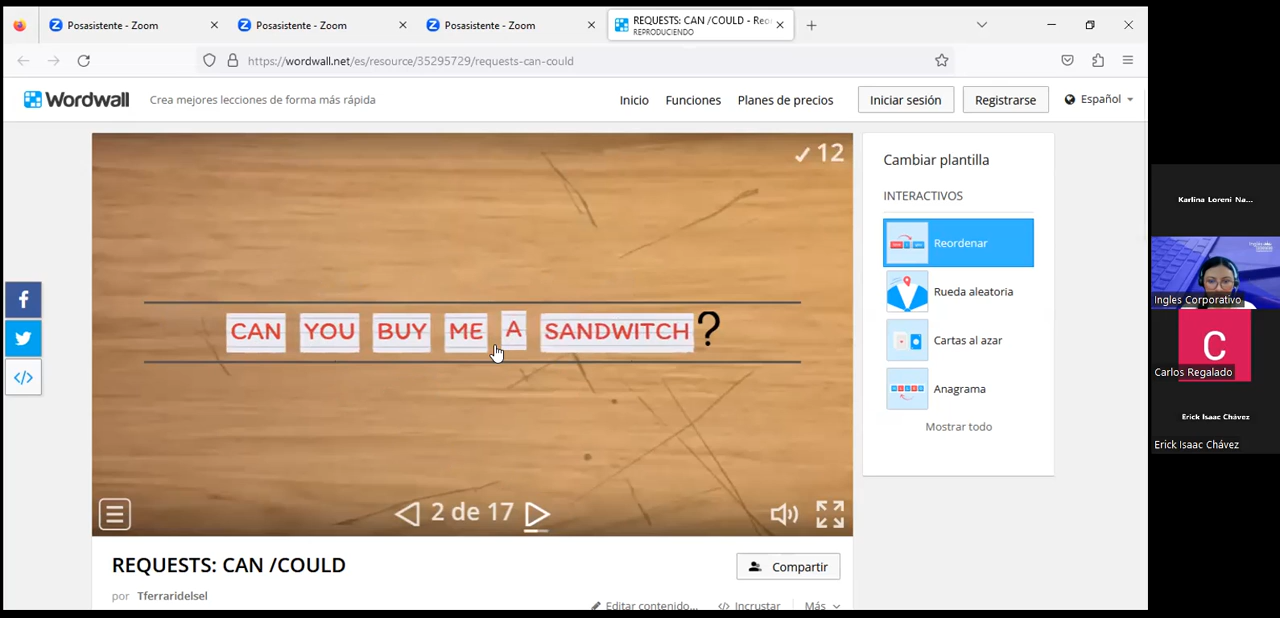 Posasistente - Zoom
Posasistente - Zoom
Posasistente - Zoom
REQUESTS: CAN /COULD - Reo
REPRODUCIENDO
https://wordwall.net/es/resource/35295729/requests-can-could
Wordwall
Crea mejores lecciones de forma más rápida
Inicio
Funciones
Planes de precios
Iniciar sesión
Registrarse
Español
12
CAN YOU BUY ME A SANDWITCH?
2 de 17
Cambiar plantilla
INTERACTIVOS
Reordenar
Rueda aleatoria
Cartas al azar
Anagrama
Mostrar todo
REQUESTS: CAN /COULD
Compartir
por Tferraridelsel
Editar contenido...
Incrustar
Más
Karlina Loreni Na...
Ingles Corporativo
C
Carlos Regalado
Erick Isaac Chávez
Erick Isaac Chávez